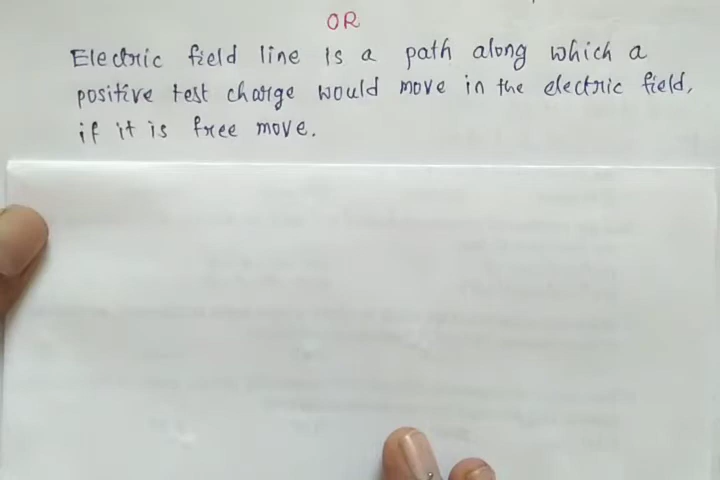 OR
Electric field line is a path along which a
positive test charge would move in the electric field,
if it is free move.